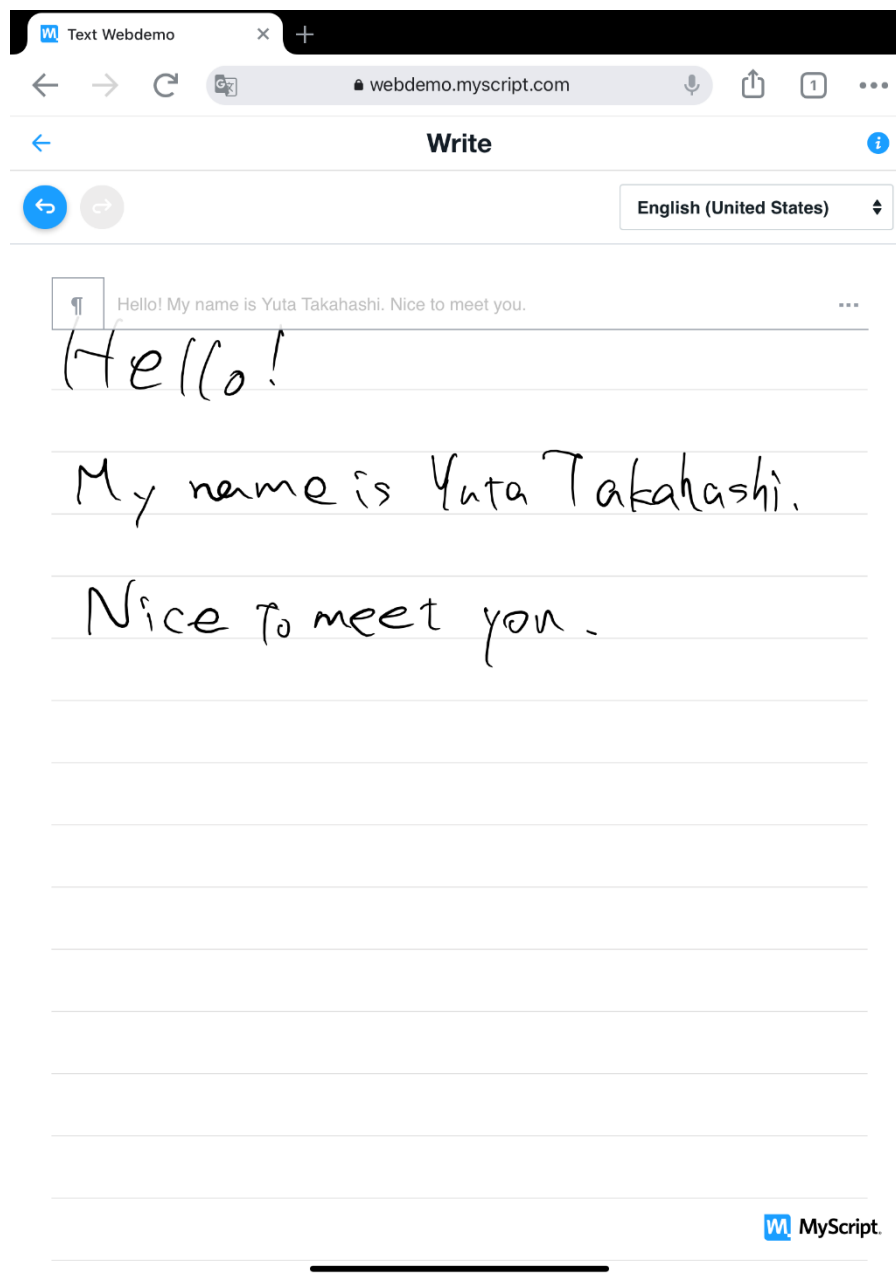 Text Webdemo
webdemo.myscript.com 1
Write
English (United States)
¶ Hello! My name is Yuta Takahashi. Nice to meet you.
Hello!
My name is Yuta Takahashi.
Nice to meet you.
MyScript.